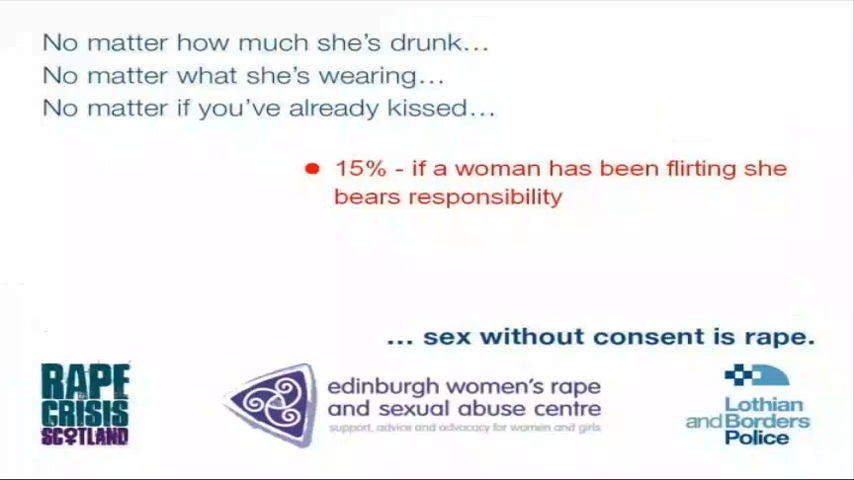 No matter how much she's drunk...
No matter what she's wearing...
No matter if you've already kissed...
• 15% - if a woman has been flirting she
bears responsibility
... sex without consent is rape.
RAPE
CRISIS
SCOTLAND
edinburgh women's rape
and sexual abuse centre
support, advice and advocacy for women and girls
Lothian
and Borders
Police